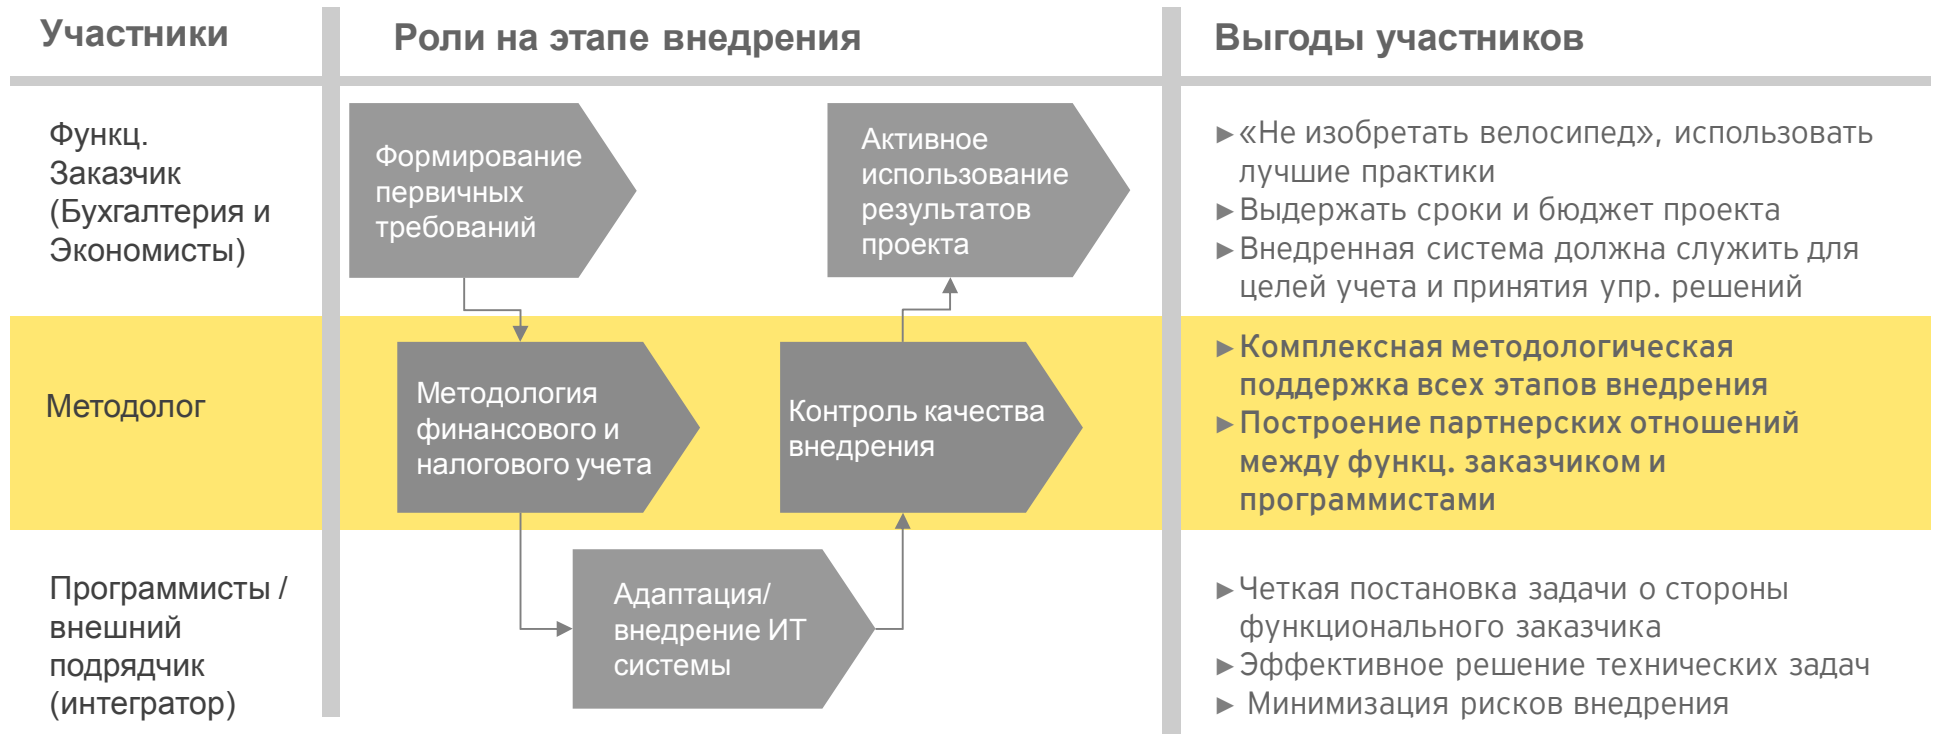 Участники
Роли на этапе внедрения
Выгоды участников
Функц.
Заказчик
(Бухгалтерия и
Экономисты)
Формирование
первичных
требований
Активное
использование
результатов
проекта
►«Не изобретать велосипед», использовать
лучшие практики
►Выдержать сроки и бюджет проекта
►Внедренная система должна служить для
целей учета и принятия упр. решений
Методолог
Методология
финансового и
налогового учета
Контроль качества
внедрения
►Комплексная методологическая
поддержка всех этапов внедрения
►Построение партнерских отношений
между функц. заказчиком и
программистами
Программисты /
внешний
подрядчик
(интегратор)
Адаптация/
внедрение ИТ
системы
►Четкая постановка задачи о стороны
функционального заказчика
►Эффективное решение технических задач
► Минимизация рисков внедрения